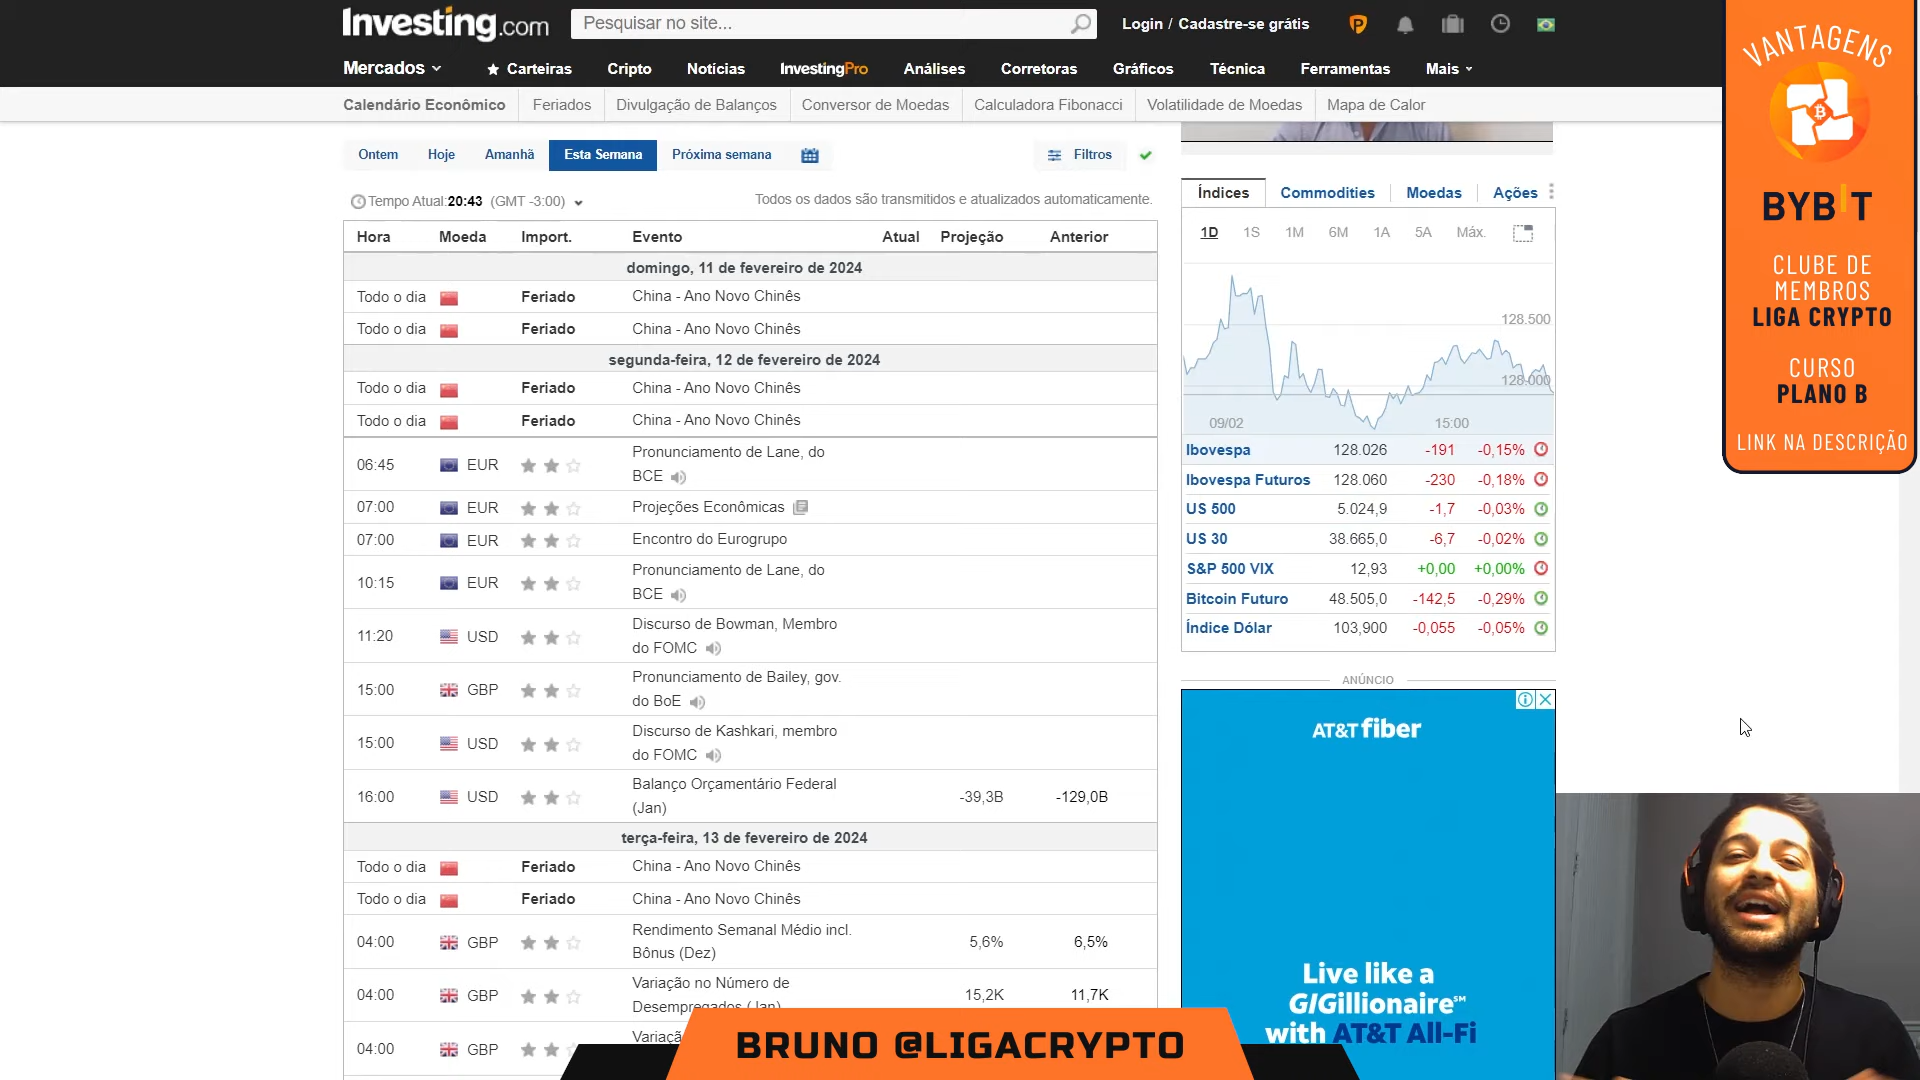 Investing.com
Pesquisar no site...
Login / Cadastre-se grátis
Mercados
Carteiras
Cripto
Notícias
InvestingPro
Análises
Corretoras
Gráficos
Técnica
Ferramentas
Mais
Calendário Econômico
Feriados
Divulgação de Balanços
Conversor de Moedas
Calculadora Fibonacci
Volatilidade de Moedas
Mapa de Calor
Ontem
Hoje
Amanhã
Esta Semana
Próxima semana
Filtros
Tempo Atual:20:43 (GMT -3:00)
Todos os dados são transmitidos e atualizados automaticamente.
Hora Moeda Import. Evento Atual Projeção Anterior
domingo, 11 de fevereiro de 2024
Todo o dia Feriado China - Ano Novo Chinês
Todo o dia Feriado China - Ano Novo Chinês
segunda-feira, 12 de fevereiro de 2024
Todo o dia Feriado China - Ano Novo Chinês
Todo o dia Feriado China - Ano Novo Chinês
06:45 EUR Pronunciamento de Lane, do
BCE
07:00 EUR Projeções Econômicas
07:00 EUR Encontro do Eurogrupo
10:15 EUR Pronunciamento de Lane, do
BCE
11:20 USD Discurso de Bowman, Membro
do FOMC
15:00 GBP Pronunciamento de Bailey, gov.
do BoE
15:00 USD Discurso de Kashkari, membro
do FOMC
16:00 USD Balanço Orçamentário Federal
(Jan) -39,3B -129,0B
terça-feira, 13 de fevereiro de 2024
Todo o dia Feriado China - Ano Novo Chinês
Todo o dia Feriado China - Ano Novo Chinês
04:00 GBP Rendimento Semanal Médio incl.
Bônus (Dez) 5,6% 6,5%
04:00 GBP Variação no Número de
Desempregados (Jan) 15,2K 11,7K
04:00 GBP
Índices
Commodities
Moedas
Ações
1D 1S 1M 6M 1A 5A Máx.
128.500
128.000
09/02
15:00
Ibovespa 128.026 -191 -0,15%
Ibovespa Futuros 128.060 -230 -0,18%
US 500 5.024,9 -1,7 -0,03%
US 30 38.665,0 -6,7 -0,02%
S&P 500 VIX 12,93 +0,00 +0,00%
Bitcoin Futuro 48.505,0 -142,5 -0,29%
Índice Dólar 103,900 -0,055 -0,05%
ANÚNCIO
AT&T fiber
Live like a
GIGillionaire℠
with AT&T All-Fi
VANTAGENS
BYBIT
CLUBE DE
MEMBROS
LIGA CRYPTO
CURSO
PLANO B
LINK NA DESCRIÇÃO
BRUNO @LIGACRYPTO